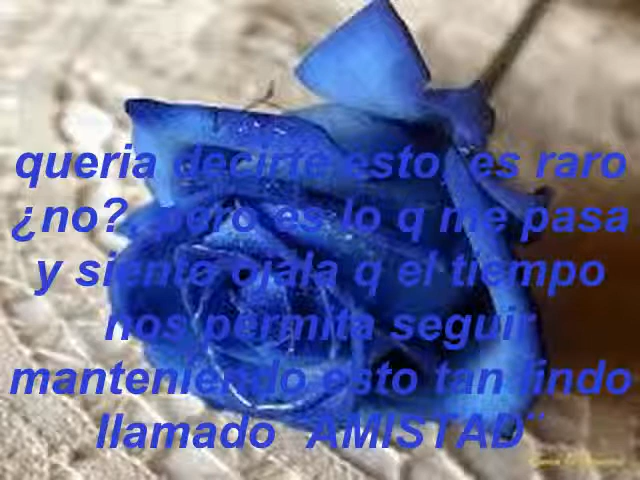 queria decirte esto, es raro
¿no?, pero es lo q me pasa
y siento ojala q el tiempo
nos permita seguir
manteniendo esto tan lindo
llamado AMISTAD¨